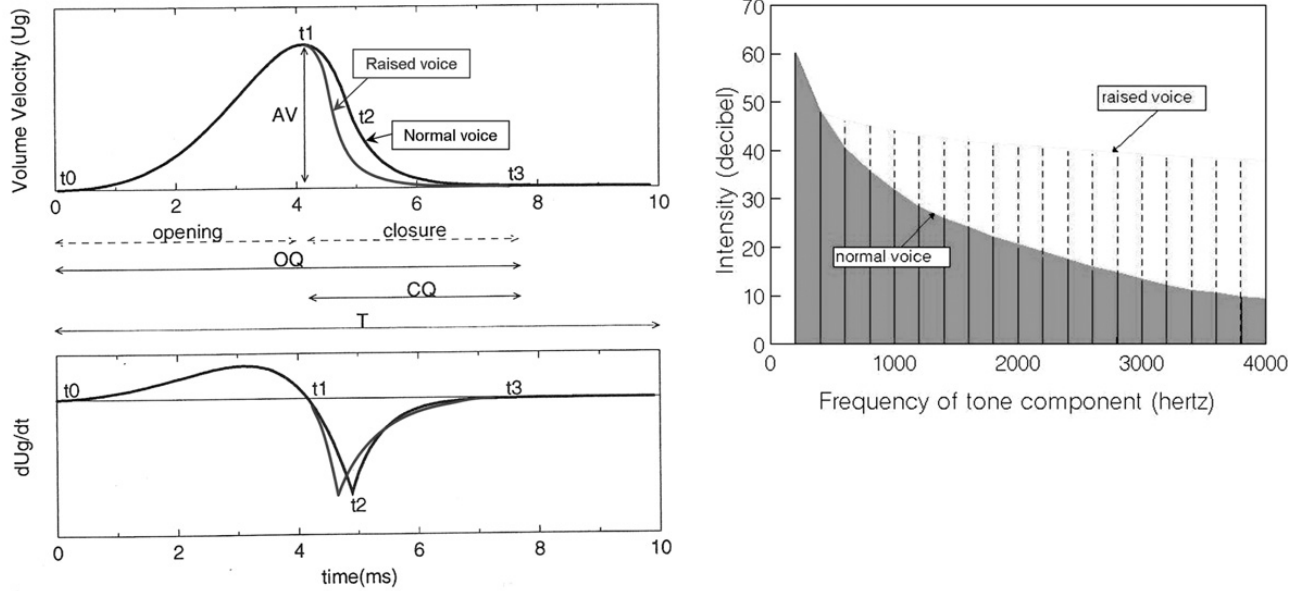 Volume Velocity (Ug)
t1
Raised voice
AV
t2
Normal voice
t0
t3
0 2 4 6 8 10
opening closure
OQ
CQ
T
dUg/dt
t0
t1
t3
t2
0 2 4 6 8 10
time(ms)
Intensity (decibel)
70
60
50
40
30
20
10
0
raised voice
normal voice
0 1000 2000 3000 4000
Frequency of tone component (hertz)